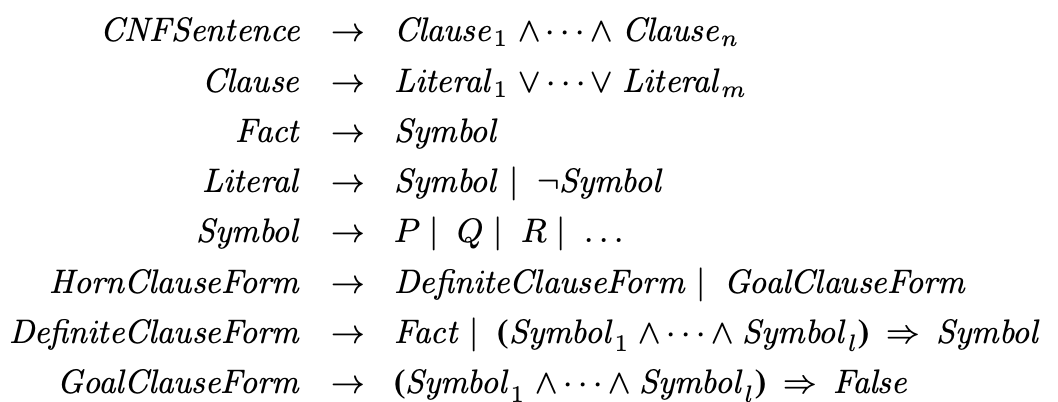 CNFSentence → Clause₁ ∧ ⋯ ∧ Clauseₙ
Clause → Literal₁ ∨ ⋯ ∨ Literalₘ
Fact → Symbol
Literal → Symbol | ¬Symbol
Symbol → P | Q | R | …
HornClauseForm → DefiniteClauseForm | GoalClauseForm
DefiniteClauseForm → Fact | (Symbol₁ ∧ ⋯ ∧ Symbolₗ) ⇒ Symbol
GoalClauseForm → (Symbol₁ ∧ ⋯ ∧ Symbolₗ) ⇒ False